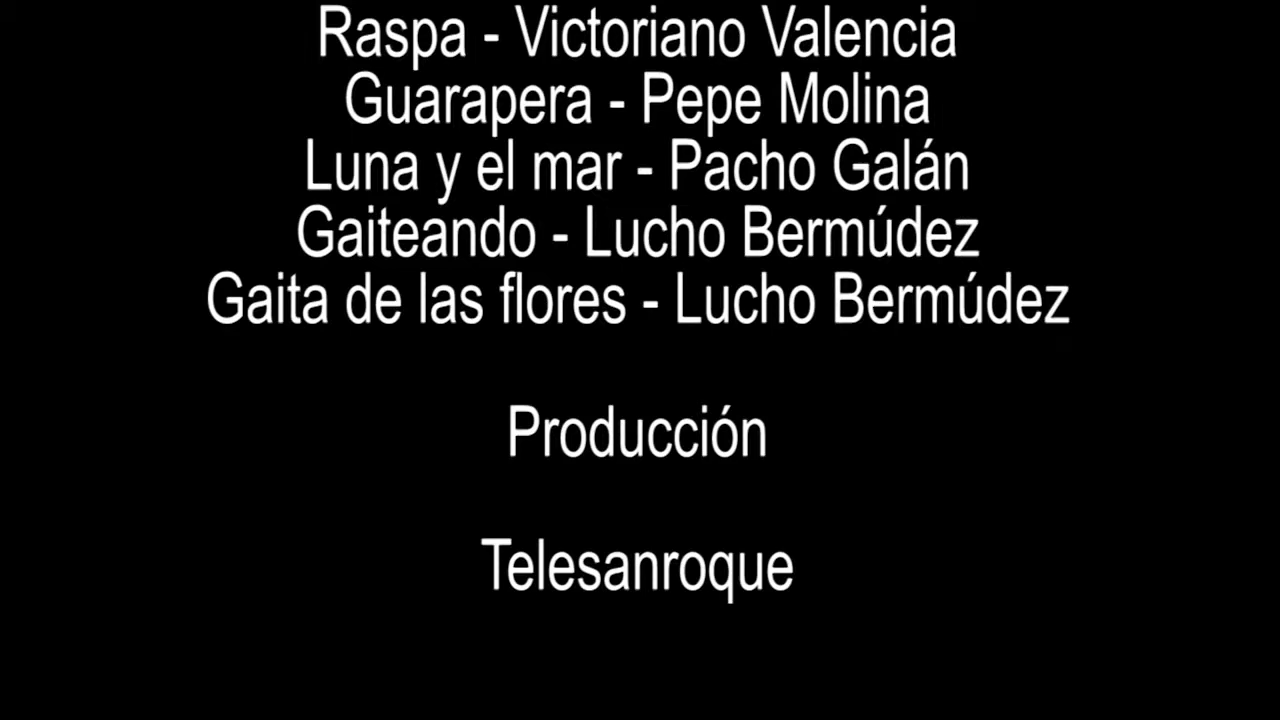 Raspa - Victoriano Valencia
Guarapera - Pepe Molina
Luna y el mar - Pacho Galán
Gaiteando - Lucho Bermúdez
Gaita de las flores - Lucho Bermúdez
Producción
Telesanroque